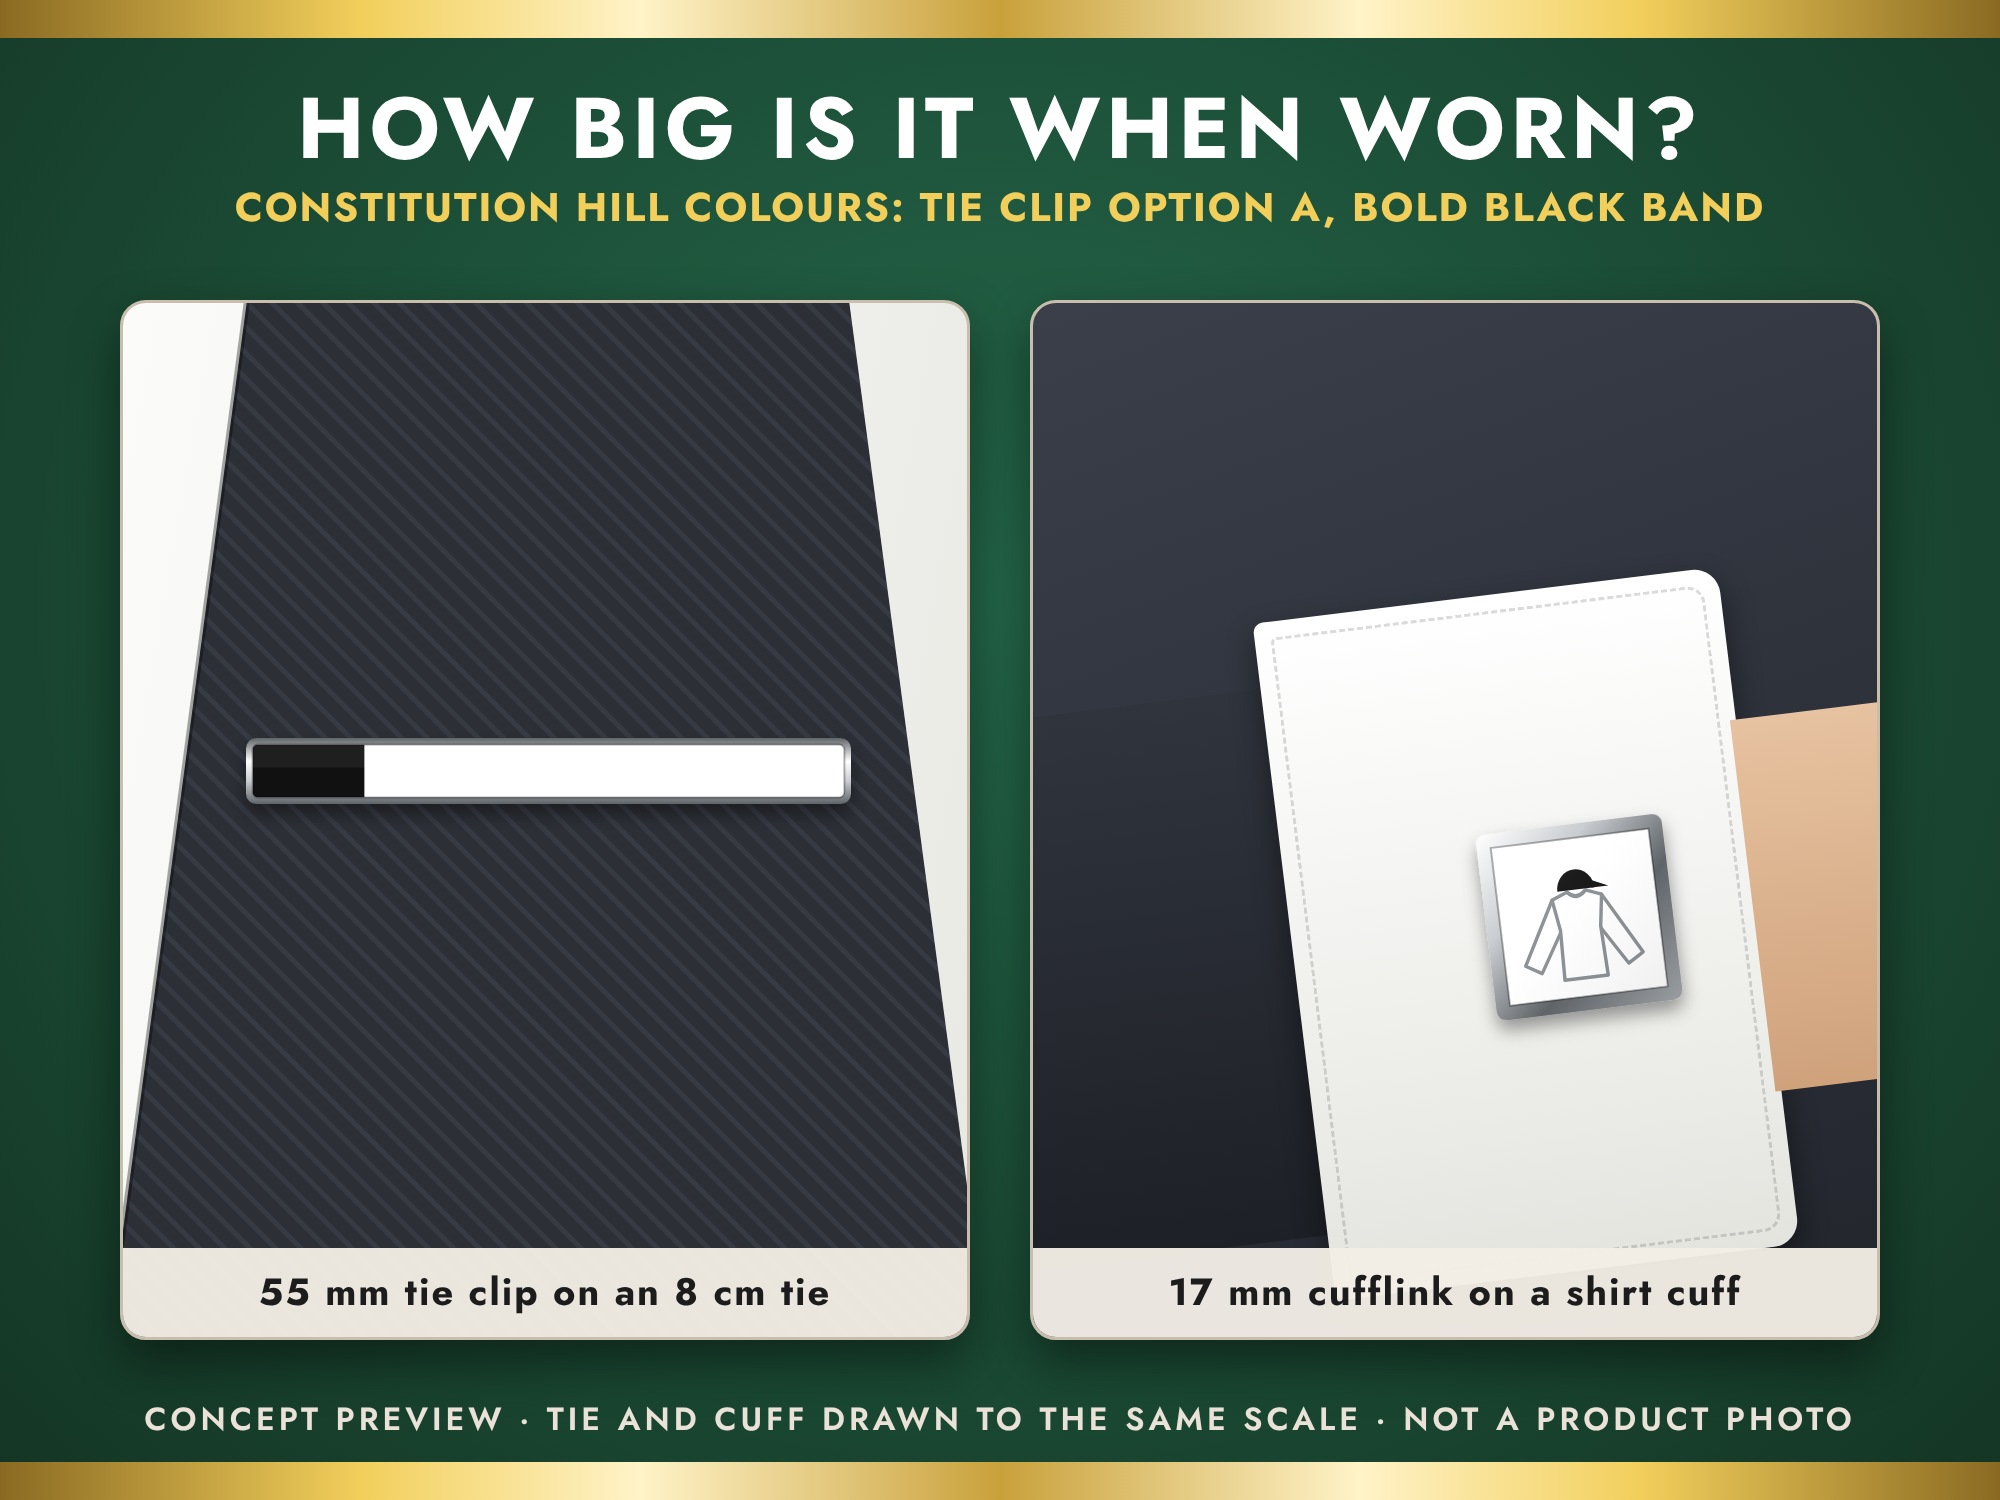 HOW BIG IS IT WHEN WORN?
CONSTITUTION HILL COLOURS: TIE CLIP OPTION A, BOLD BLACK BAND
55 mm tie clip on an 8 cm tie
17 mm cufflink on a shirt cuff
CONCEPT PREVIEW · TIE AND CUFF DRAWN TO THE SAME SCALE · NOT A PRODUCT PHOTO